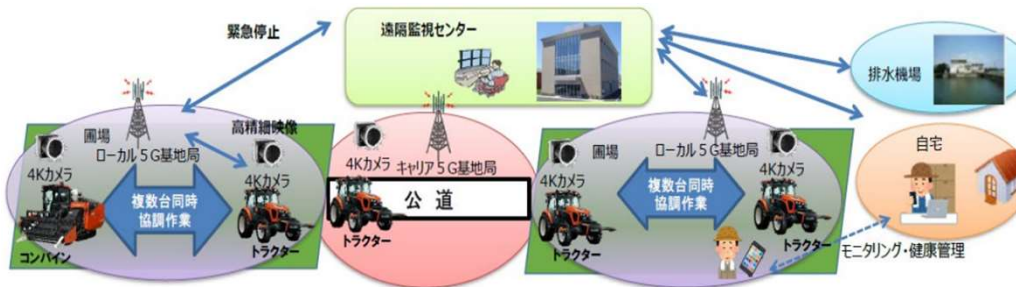 緊急停止
遠隔監視センター
排水機場
圃場
高精細映像
ローカル5G基地局
4Kカメラ
4Kカメラ
複数台同時
協調作業
コンバイン
トラクター
4Kカメラ
キャリア5G基地局
公 道
トラクター
圃場
ローカル5G基地局
4Kカメラ
4Kカメラ
複数台同時
協調作業
トラクター
トラクター
自宅
モニタリング・健康管理